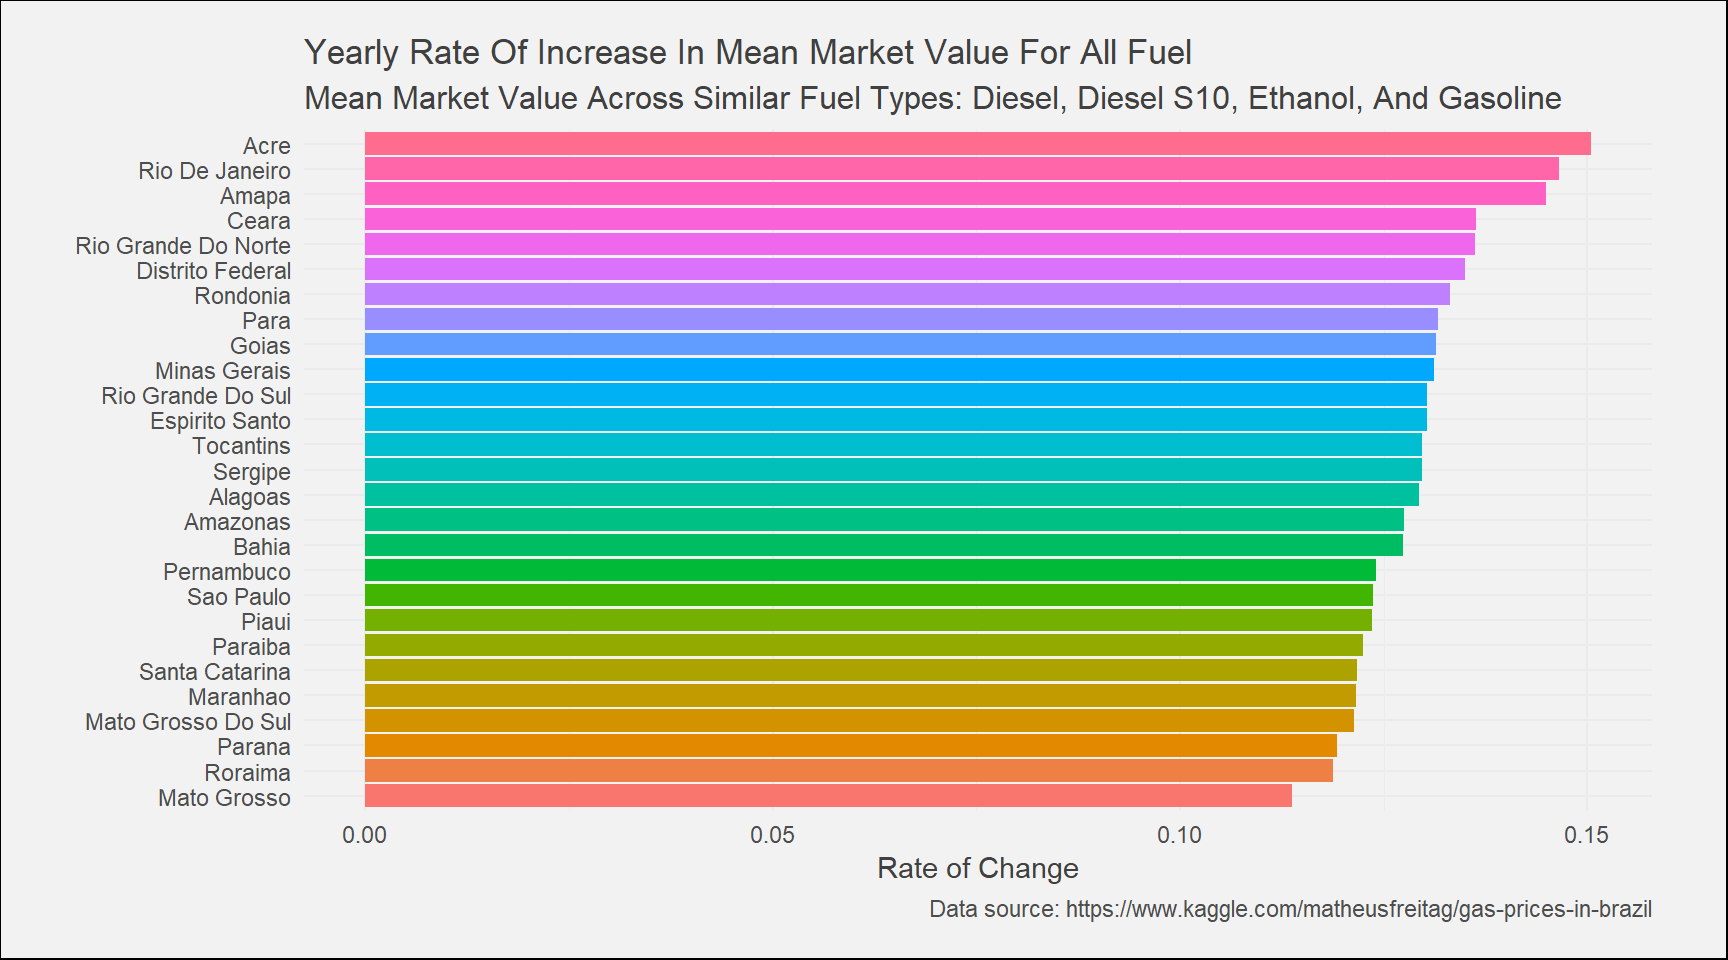 Yearly Rate Of Increase In Mean Market Value For All Fuel
Mean Market Value Across Similar Fuel Types: Diesel, Diesel S10, Ethanol, And Gasoline
Acre
Rio De Janeiro
Amapa
Ceara
Rio Grande Do Norte
Distrito Federal
Rondonia
Para
Goias
Minas Gerais
Rio Grande Do Sul
Espirito Santo
Tocantins
Sergipe
Alagoas
Amazonas
Bahia
Pernambuco
Sao Paulo
Piaui
Paraiba
Santa Catarina
Maranhao
Mato Grosso Do Sul
Parana
Roraima
Mato Grosso
0.00 0.05 0.10 0.15
Rate of Change
Data source: https://www.kaggle.com/matheusfreitag/gas-prices-in-brazil